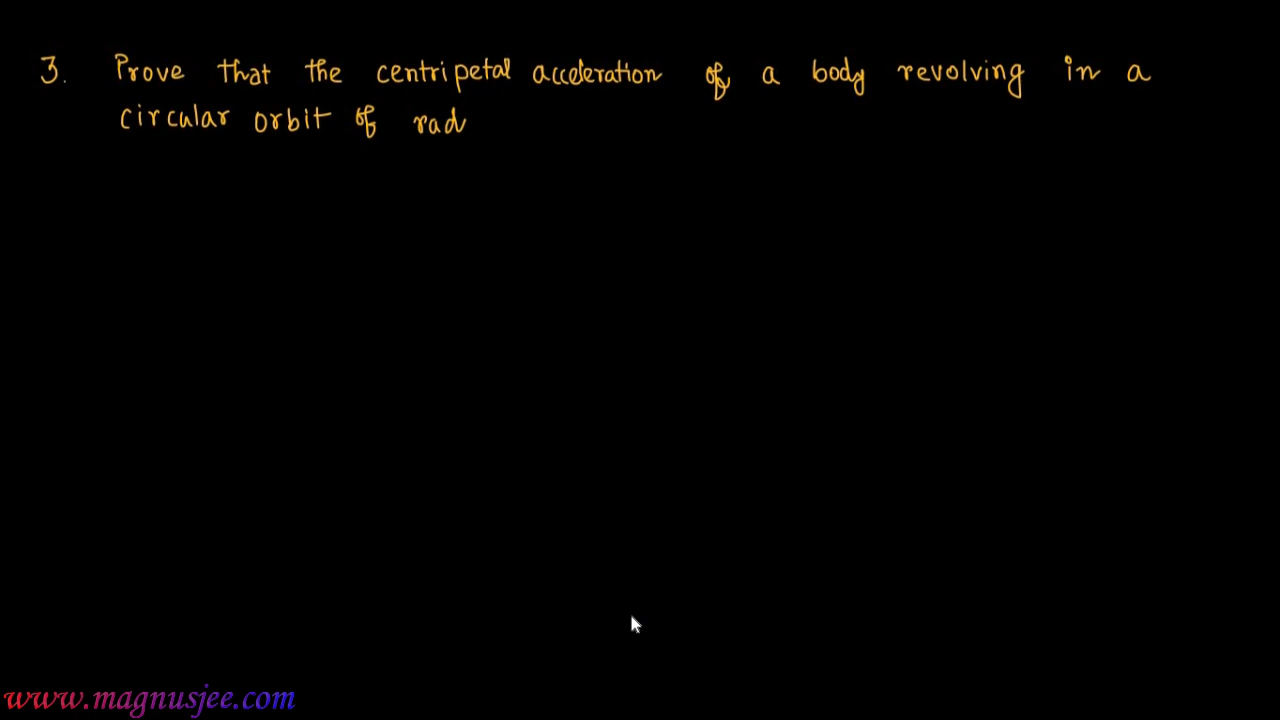 3. Prove that the centripetal acceleration of a body revolving in a
circular orbit of rad
www.magnusjee.com